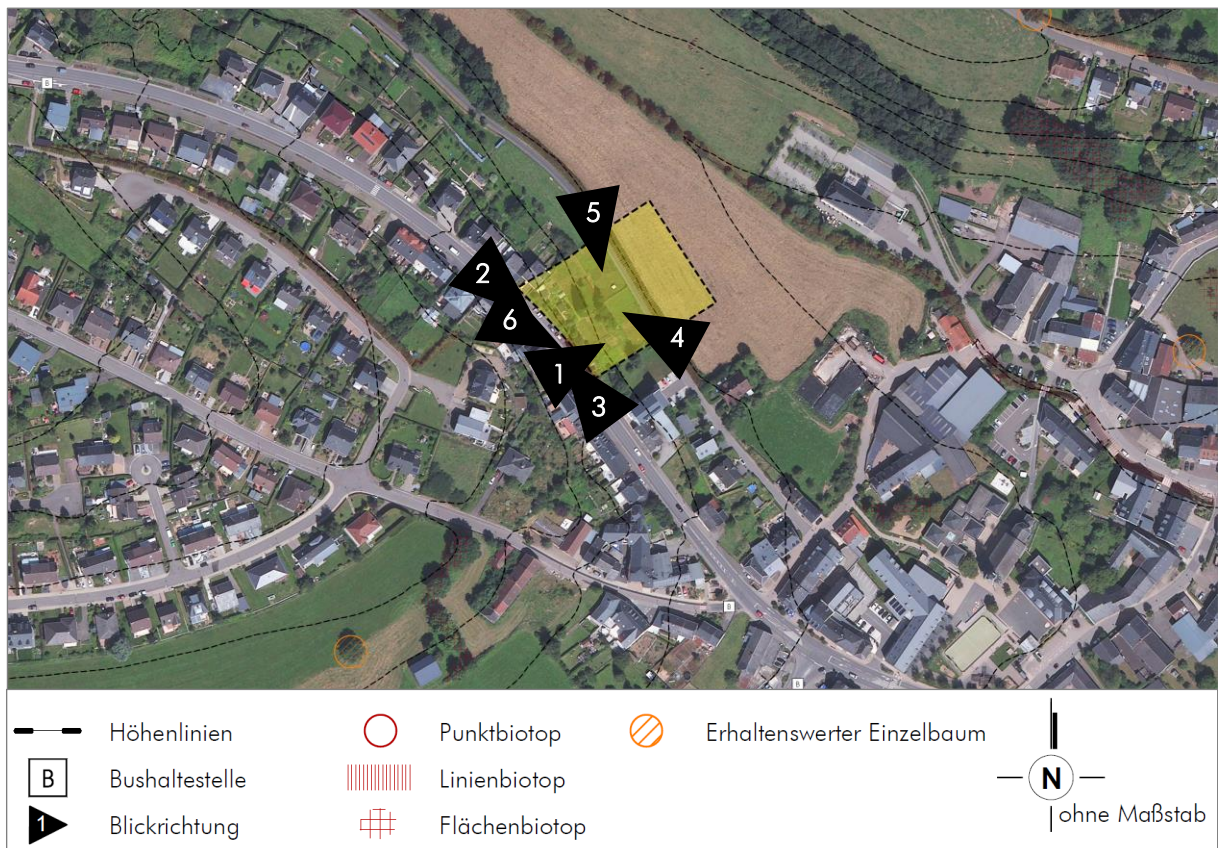 B
5
2
6
4
1
3
B
B
Höhenlinien
Punktbiotop
Erhaltenswerter Einzelbaum
B
Bushaltestelle
Linienbiotop
N
1
Blickrichtung
Flächenbiotop
ohne Maßstab